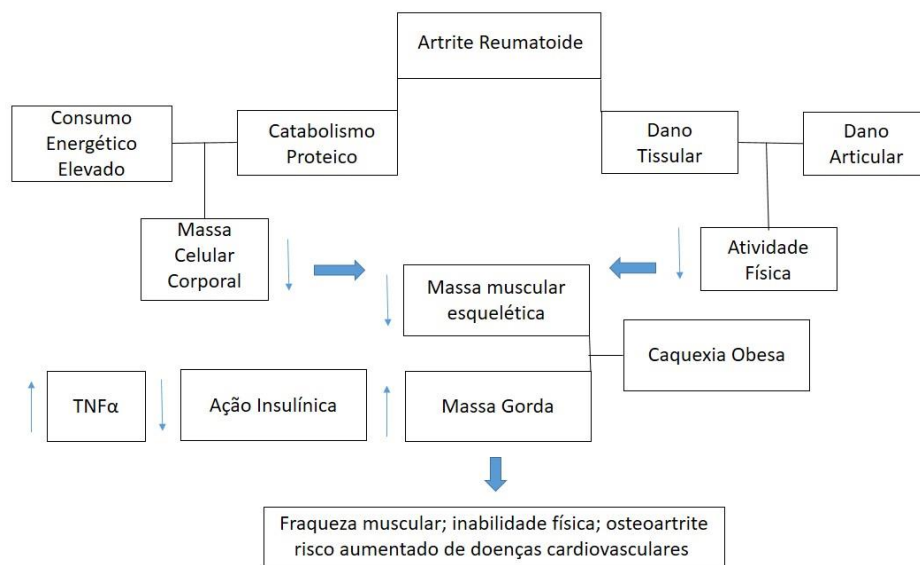 Artrite Reumatoide
Consumo
Energético
Elevado
Catabolismo
Proteico
Dano
Tissular
Dano
Articular
Massa
Celular
Corporal
Atividade
Física
Massa muscular
esquelética
Caquexia Obesa
TNFα
Ação Insulínica
Massa Gorda
Fraqueza muscular; inabilidade física; osteoartrite
risco aumentado de doenças cardiovasculares